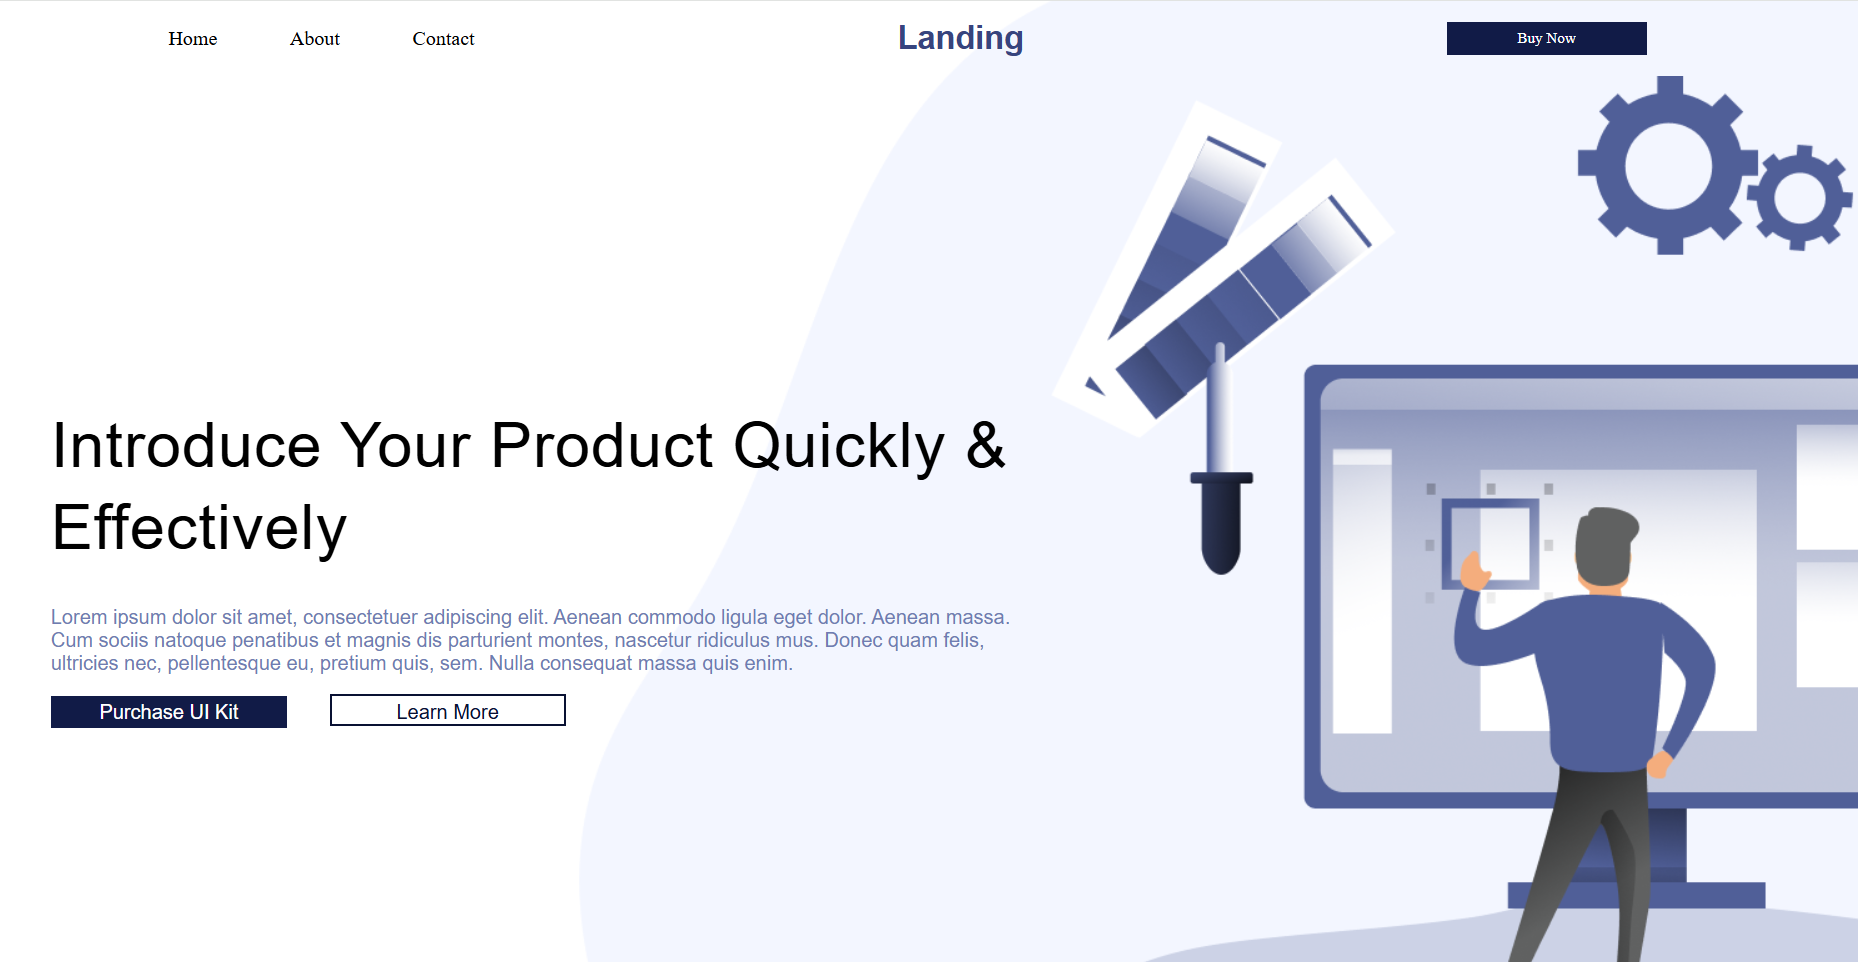 Home About Contact Landing Buy Now
Introduce Your Product Quickly &
Effectively
Lorem ipsum dolor sit amet, consectetuer adipiscing elit. Aenean commodo ligula eget dolor. Aenean massa.
Cum sociis natoque penatibus et magnis dis parturient montes, nascetur ridiculus mus. Donec quam felis,
ultricies nec, pellentesque eu, pretium quis, sem. Nulla consequat massa quis enim.
Purchase UI Kit Learn More